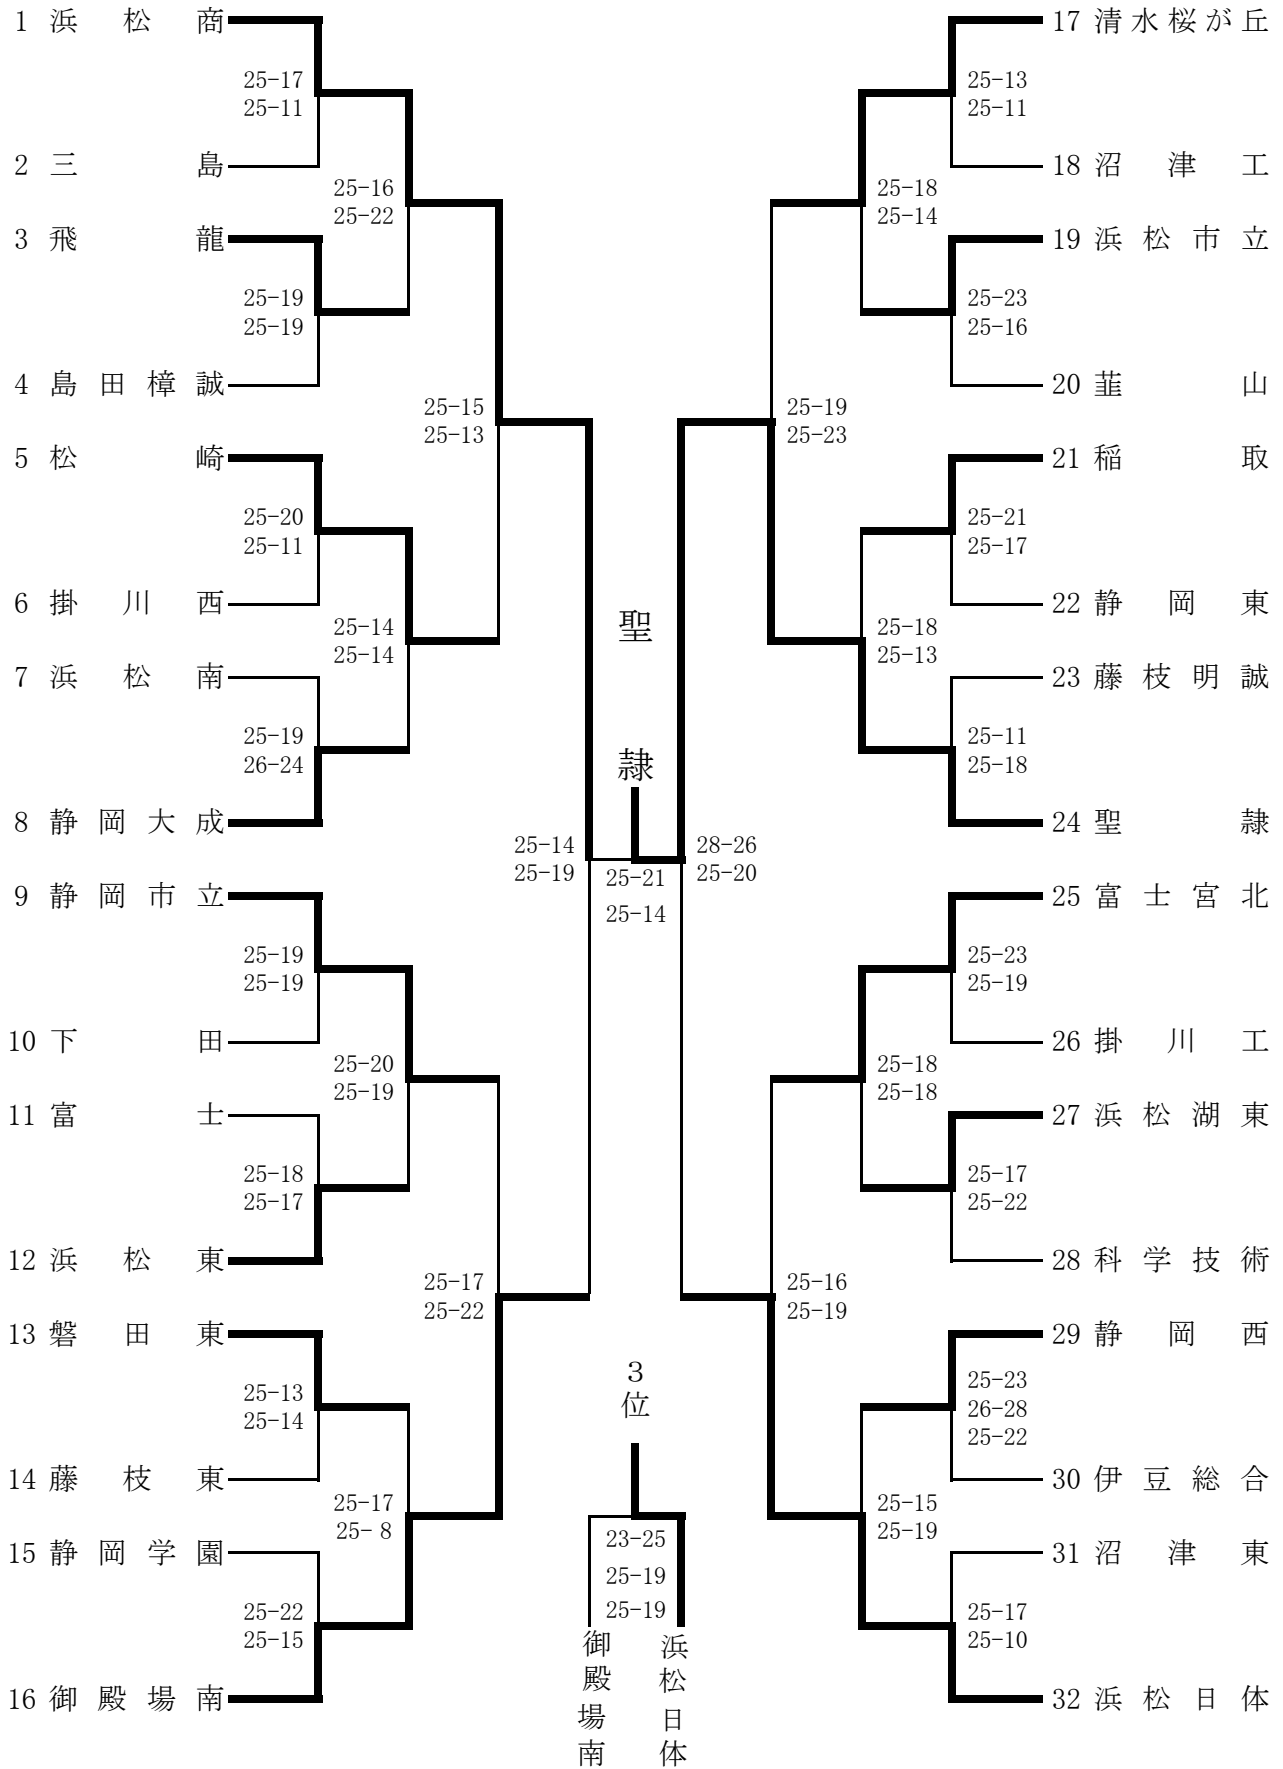 1 浜松商
25-17
25-11
2 三島
25-16
25-22
3 飛龍
25-19
25-19
4 島田樟誠
25-15
25-13
5 松崎
25-20
25-11
6 掛川西
25-14
25-14
7 浜松南
25-19
26-24
8 静岡大成
25-14
25-19
9 静岡市立
25-19
25-19
10 下田
25-20
25-19
11 富士
25-18
25-17
12 浜松東
25-17
25-22
13 磐田東
25-13
25-14
14 藤枝東
25-17
25- 8
15 静岡学園
25-22
25-15
16 御殿場南
聖隷
25-21
25-14
3位
23-25
25-19
25-19
御殿場南
浜松日体
17 清水桜が丘
25-13
25-11
18 沼津工
25-18
25-14
19 浜松市立
25-23
25-16
20 韮山
25-19
25-23
21 稲取
25-21
25-17
22 静岡東
25-18
25-13
23 藤枝明誠
25-11
25-18
24 聖隷
28-26
25-20
25 富士宮北
25-23
25-19
26 掛川工
25-18
25-18
27 浜松湖東
25-17
25-22
28 科学技術
25-16
25-19
29 静岡西
25-23
26-28
25-22
30 伊豆総合
25-15
25-19
31 沼津東
25-17
25-10
32 浜松日体